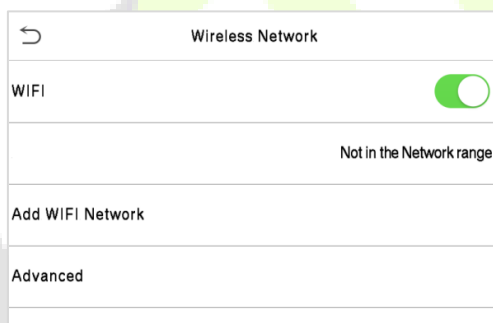 Wireless Network
WIFI
Not in the Network range
Add WIFI Network
Advanced